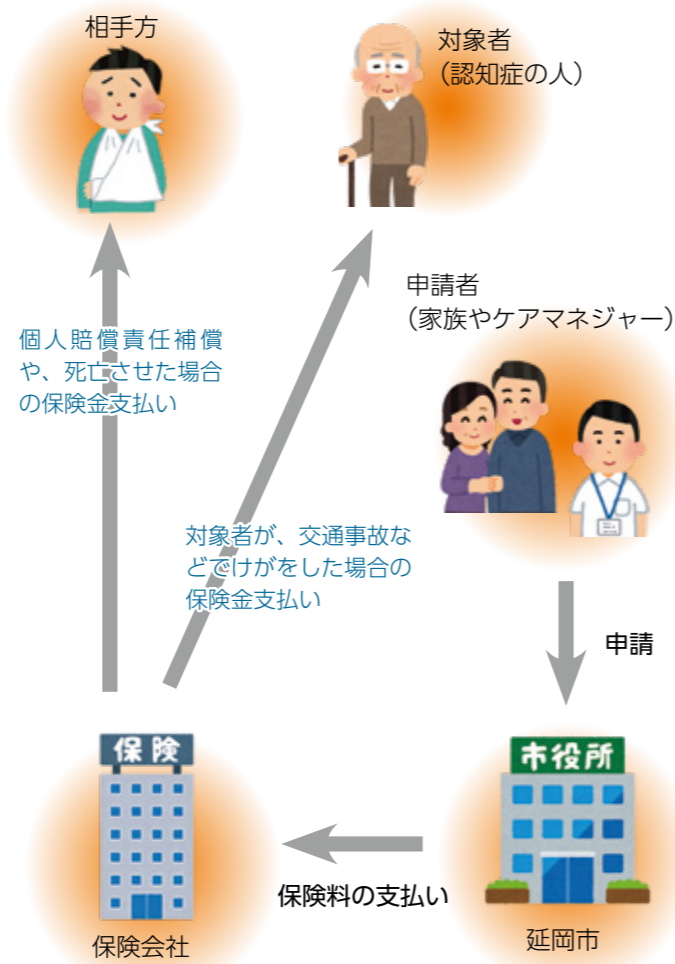 相手方
対象者
（認知症の人）
申請者
（家族やケアマネジャー）
個人賠償責任補償
や、死亡させた場合
の保険金支払い
対象者が、交通事故な
どでけがをした場合の
保険金支払い
申請
保険
市役所
保険料の支払い
保険会社
延岡市